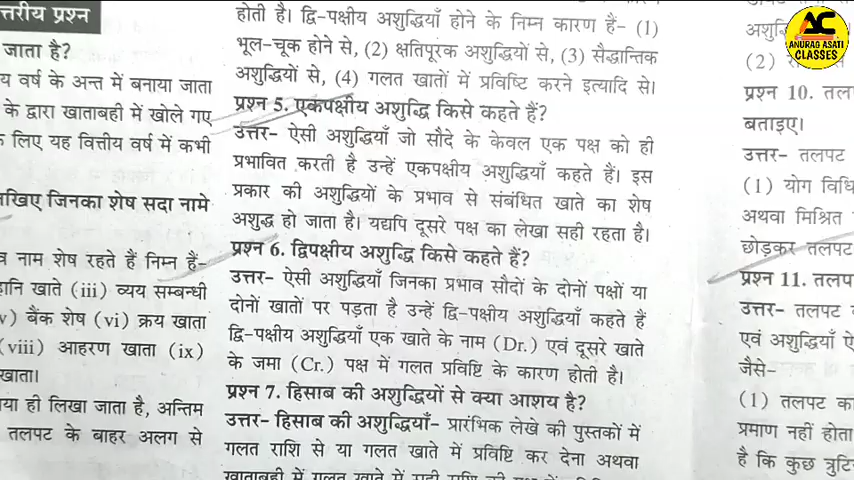 त्तरीय प्रश्न
जाता है?
य वर्ष के अन्त में बनाया जाता
के द्वारा खाताबही में खोले गए
लिए यह वित्तीय वर्ष में कभी
खिए जिनका शेष सदा नामे
नाम शेष रहते हैं निम्न हैं-
हानि खाते (iii) व्यय सम्बन्धी
v) बैंक शेष (vi) क्रय खाता
(viii) आहरण खाता (ix)
खाता।
या ही लिखा जाता है, अन्तिम
तलपट के बाहर अलग से
होती है। द्वि-पक्षीय अशुद्धियाँ होने के निम्न कारण हैं- (1)
भूल-चूक होने से, (2) क्षतिपूरक अशुद्धियों से, (3) सैद्धान्तिक
अशुद्धियों से, (4) गलत खातों में प्रविष्टि करने इत्यादि से।
प्रश्न 5. एकपक्षीय अशुद्धि किसे कहते हैं?
उत्तर- ऐसी अशुद्धियाँ जो सौदे के केवल एक पक्ष को ही
प्रभावित करती है उन्हें एकपक्षीय अशुद्धियाँ कहते हैं। इस
प्रकार की अशुद्धियों के प्रभाव से संबंधित खाते का शेष
अशुद्ध हो जाता है। यद्यपि दूसरे पक्ष का लेखा सही रहता है।
प्रश्न 6. द्विपक्षीय अशुद्धि किसे कहते हैं?
उत्तर- ऐसी अशुद्धियाँ जिनका प्रभाव सौदों के दोनों पक्षों या
दोनों खातों पर पड़ता है उन्हें द्वि-पक्षीय अशुद्धियाँ कहते हैं
द्वि-पक्षीय अशुद्धियाँ एक खाते के नाम (Dr.) एवं दूसरे खाते
के जमा (Cr.) पक्ष में गलत प्रविष्टि के कारण होती है।
प्रश्न 7. हिसाब की अशुद्धियों से क्या आशय है?
उत्तर- हिसाब की अशुद्धियाँ- प्रारंभिक लेखे की पुस्तकों में
गलत राशि से या गलत खाते में प्रविष्टि कर देना अथवा
खाताबही में गलत खाते में
(2)
प्रश्न 10. तल
बताइए।
उत्तर- तलपट
(1) योग विधि
अथवा मिश्रित
छोड़कर तलपट
प्रश्न 11. तलप
उत्तर- तलपट
एवं अशुद्धियाँ
जैसे-
(1) तलपट
प्रमाण नहीं होता
है कि कुछ त्रुटि
AC
ANURAG ASATI
CLASSES